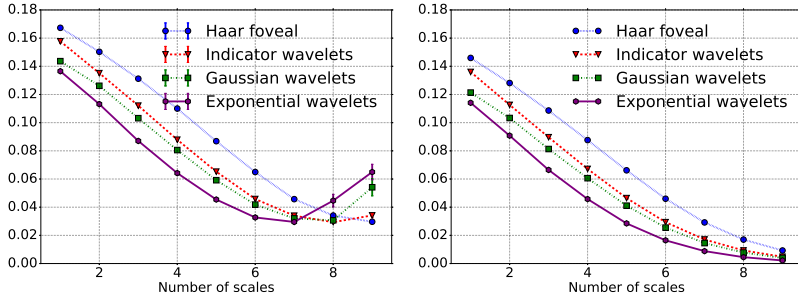 0.18
0.16
0.14
0.12
0.10
0.08
0.06
0.04
0.02
0.00
2
4
6
8
Number of scales
Haar foveal
Indicator wavelets
Gaussian wavelets
Exponential wavelets
0.18
0.16
0.14
0.12
0.10
0.08
0.06
0.04
0.02
0.00
2
4
6
8
Number of scales
Haar foveal
Indicator wavelets
Gaussian wavelets
Exponential wavelets